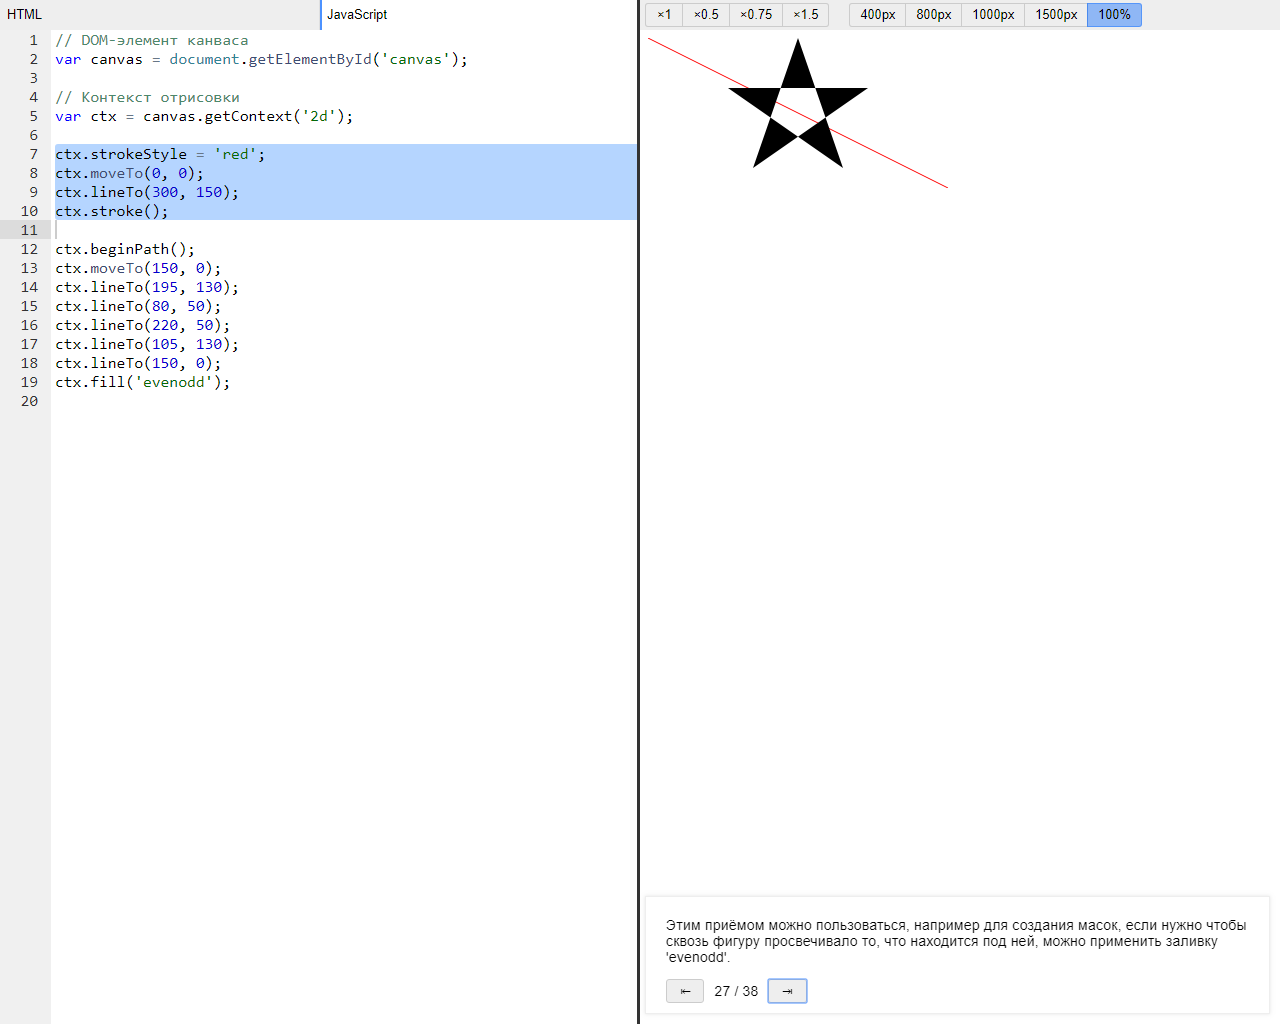 HTML
JavaScript
×1 ×0.5 ×0.75 ×1.5 400px 800px 1000px 1500px 100%
1 // DOM-элемент канваса
2 var canvas = document.getElementById('canvas');
3
4 // Контекст отрисовки
5 var ctx = canvas.getContext('2d');
6
7 ctx.strokeStyle = 'red';
8 ctx.moveTo(0, 0);
9 ctx.lineTo(300, 150);
10 ctx.stroke();
11
12 ctx.beginPath();
13 ctx.moveTo(150, 0);
14 ctx.lineTo(195, 130);
15 ctx.lineTo(80, 50);
16 ctx.lineTo(220, 50);
17 ctx.lineTo(105, 130);
18 ctx.lineTo(150, 0);
19 ctx.fill('evenodd');
20
Этим приёмом можно пользоваться, например для создания масок, если нужно чтобы
сквозь фигуру просвечивало то, что находится под ней, можно применить заливку
'evenodd'.
⇤ 27 / 38 ⇥